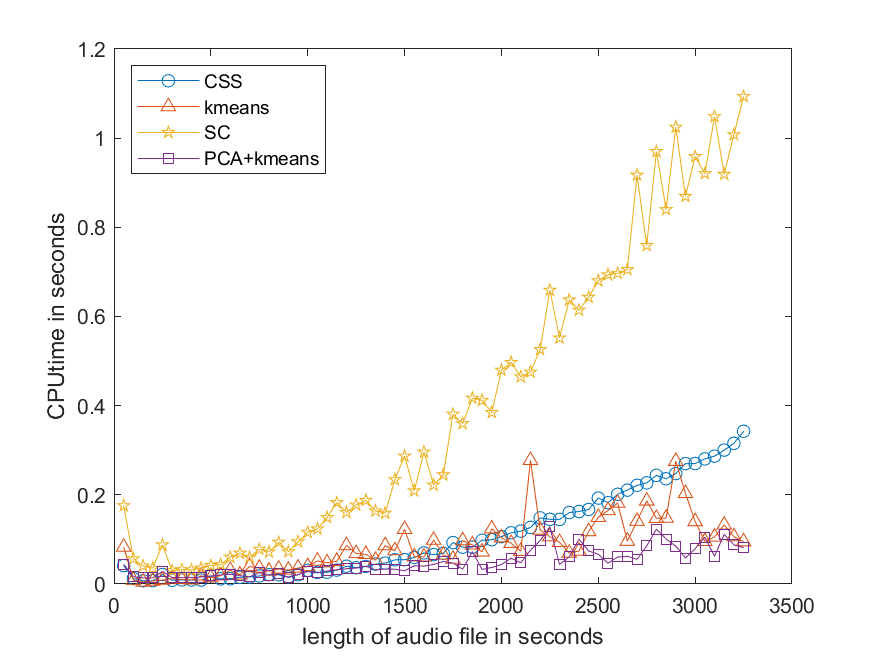 1.2
1
0.8
0.6
0.4
0.2
0
CPUtime in seconds
CSS
kmeans
SC
PCA+kmeans
0 500 1000 1500 2000 2500 3000 3500
length of audio file in seconds